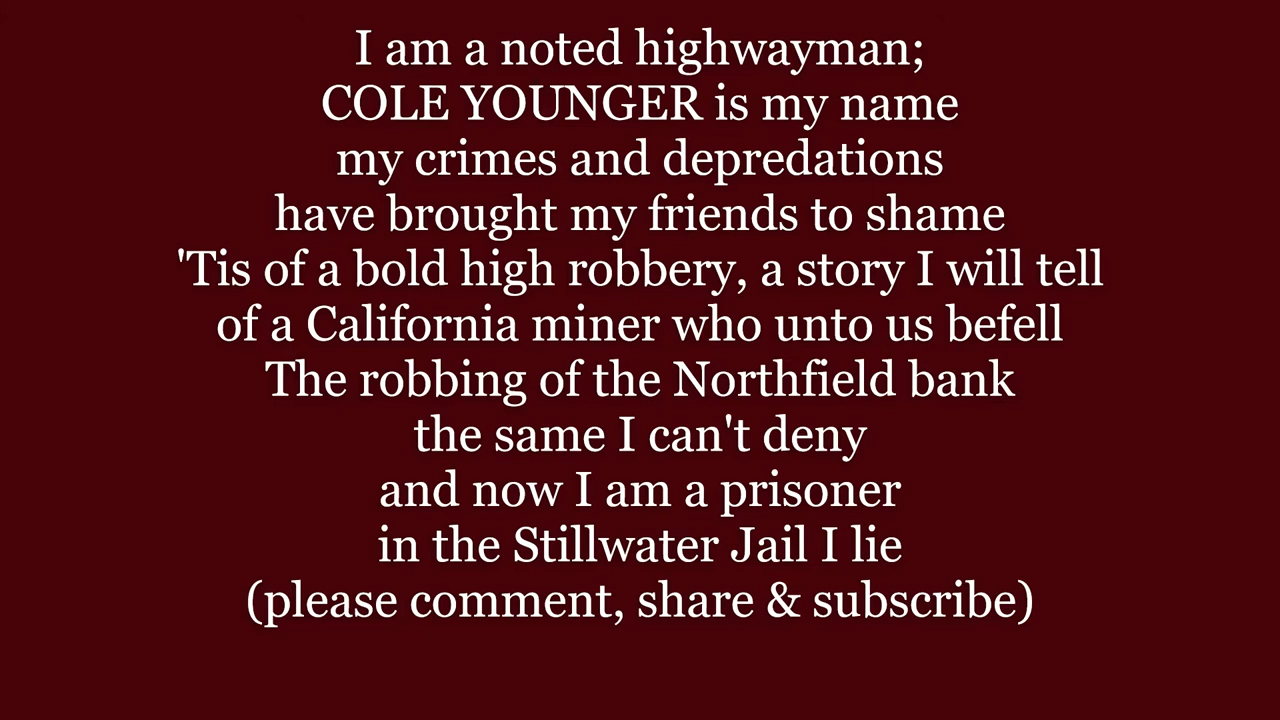 I am a noted highwayman;
COLE YOUNGER is my name
my crimes and depredations
have brought my friends to shame
'Tis of a bold high robbery, a story I will tell
of a California miner who unto us befell
The robbing of the Northfield bank
the same I can't deny
and now I am a prisoner
in the Stillwater Jail I lie
(please comment, share & subscribe)